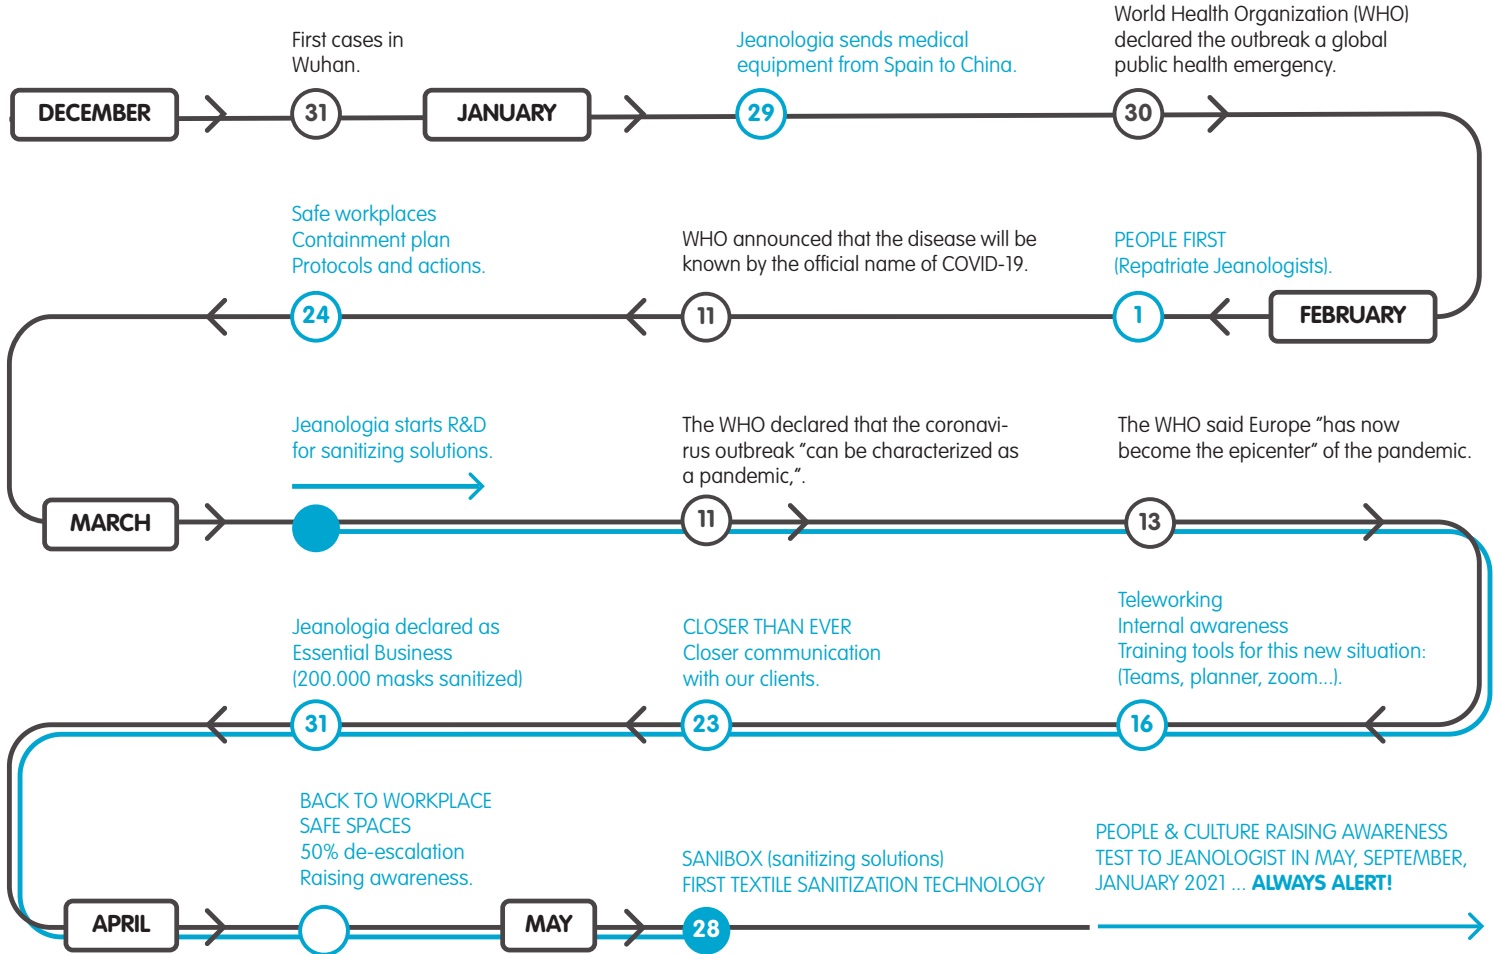 First cases in
Wuhan.
Jeanologia sends medical
equipment from Spain to China.
World Health Organization (WHO)
declared the outbreak a global
public health emergency.
DECEMBER
31
JANUARY
29
30
PEOPLE FIRST
(Repatriate Jeanologists).
WHO announced that the disease will be
known by the official name of COVID-19.
Safe workplaces
Containment plan
Protocols and actions.
FEBRUARY
1
11
24
Jeanologia starts R&D
for sanitizing solutions.
The WHO declared that the coronavi-
rus outbreak "can be characterized as
a pandemic,".
The WHO said Europe "has now
become the epicenter" of the pandemic.
MARCH
11
13
Teleworking
Internal awareness
Training tools for this new situation:
(Teams, planner, zoom...).
CLOSER THAN EVER
Closer communication
with our clients.
Jeanologia declared as
Essential Business
(200.000 masks sanitized)
16
23
31
BACK TO WORKPLACE
SAFE SPACES
50% de-escalation
Raising awareness.
SANIBOX (sanitizing solutions)
FIRST TEXTILE SANITIZATION TECHNOLOGY
PEOPLE & CULTURE RAISING AWARENESS
TEST TO JEANOLOGIST IN MAY, SEPTEMBER,
JANUARY 2021 ... ALWAYS ALERT!
APRIL
MAY
28